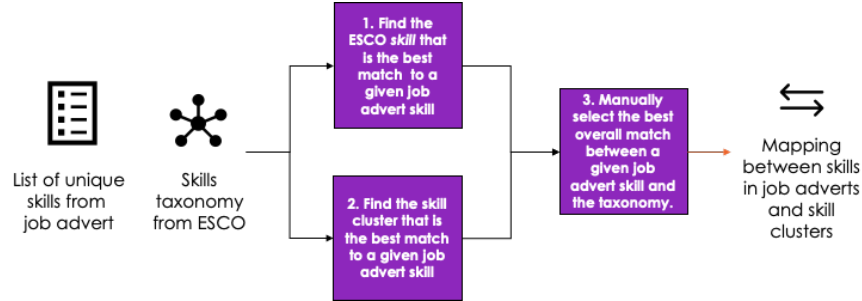 List of unique
skills from
job advert
Skills
taxonomy
from ESCO
1. Find the
ESCO skill that
is the best
match to a
given job
advert skill
2. Find the skill
cluster that is
the best match
to a given job
advert skill
3. Manually
select the best
overall match
between a
given job
advert skill and
the taxonomy.
Mapping
between skills
in job adverts
and skill
clusters